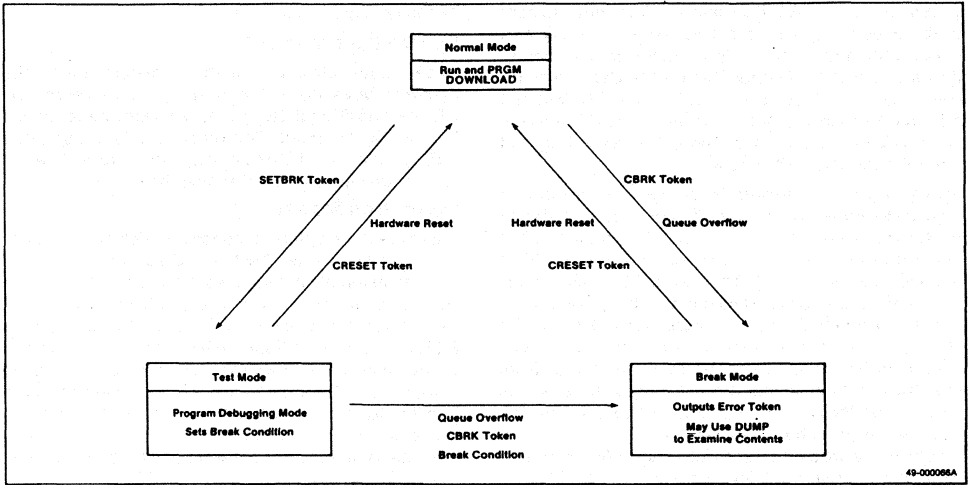 Normal Mode
Run and PRGM
DOWNLOAD
SETBRK Token
CBRK Token
Hardware Reset
Hardware Reset
Queue Overflow
CRESET Token
CRESET Token
Test Mode
Program Debugging Mode
Sets Break Condition
Queue Overflow
CBRK Token
Break Condition
Break Mode
Outputs Error Token
May Use DUMP
to Examine Contents
49-000066A